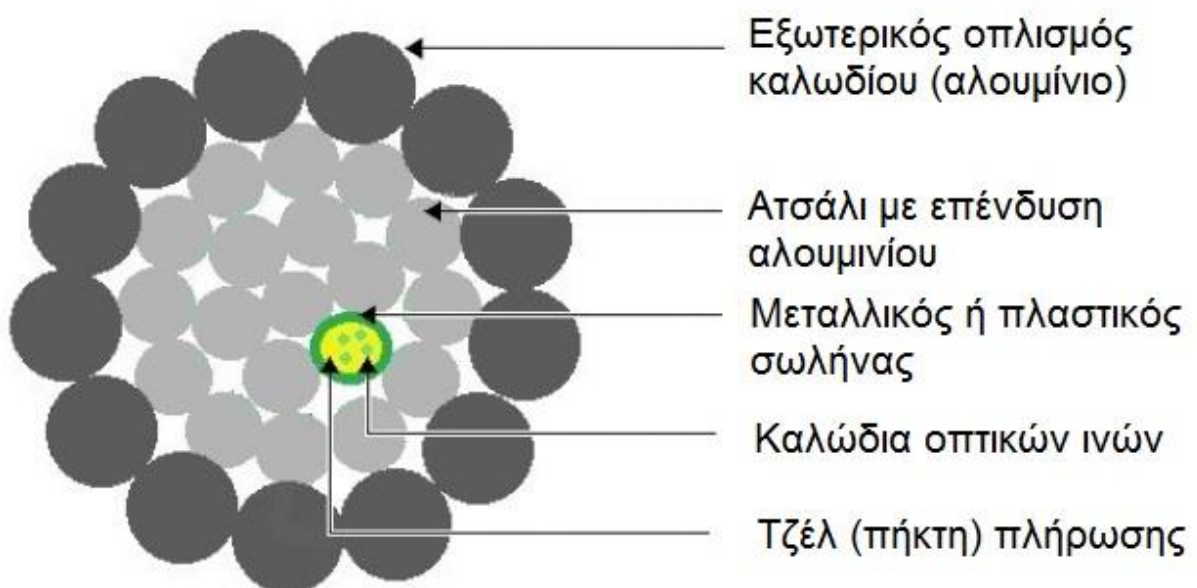 Εξωτερικός οπλισμός
καλωδίου (αλουμίνιο)
Ατσάλι με επένδυση
αλουμινίου
Μεταλλικός ή πλαστικός
σωλήνας
Καλώδια οπτικών ινών
Τζέλ (πήκτη) πλήρωσης